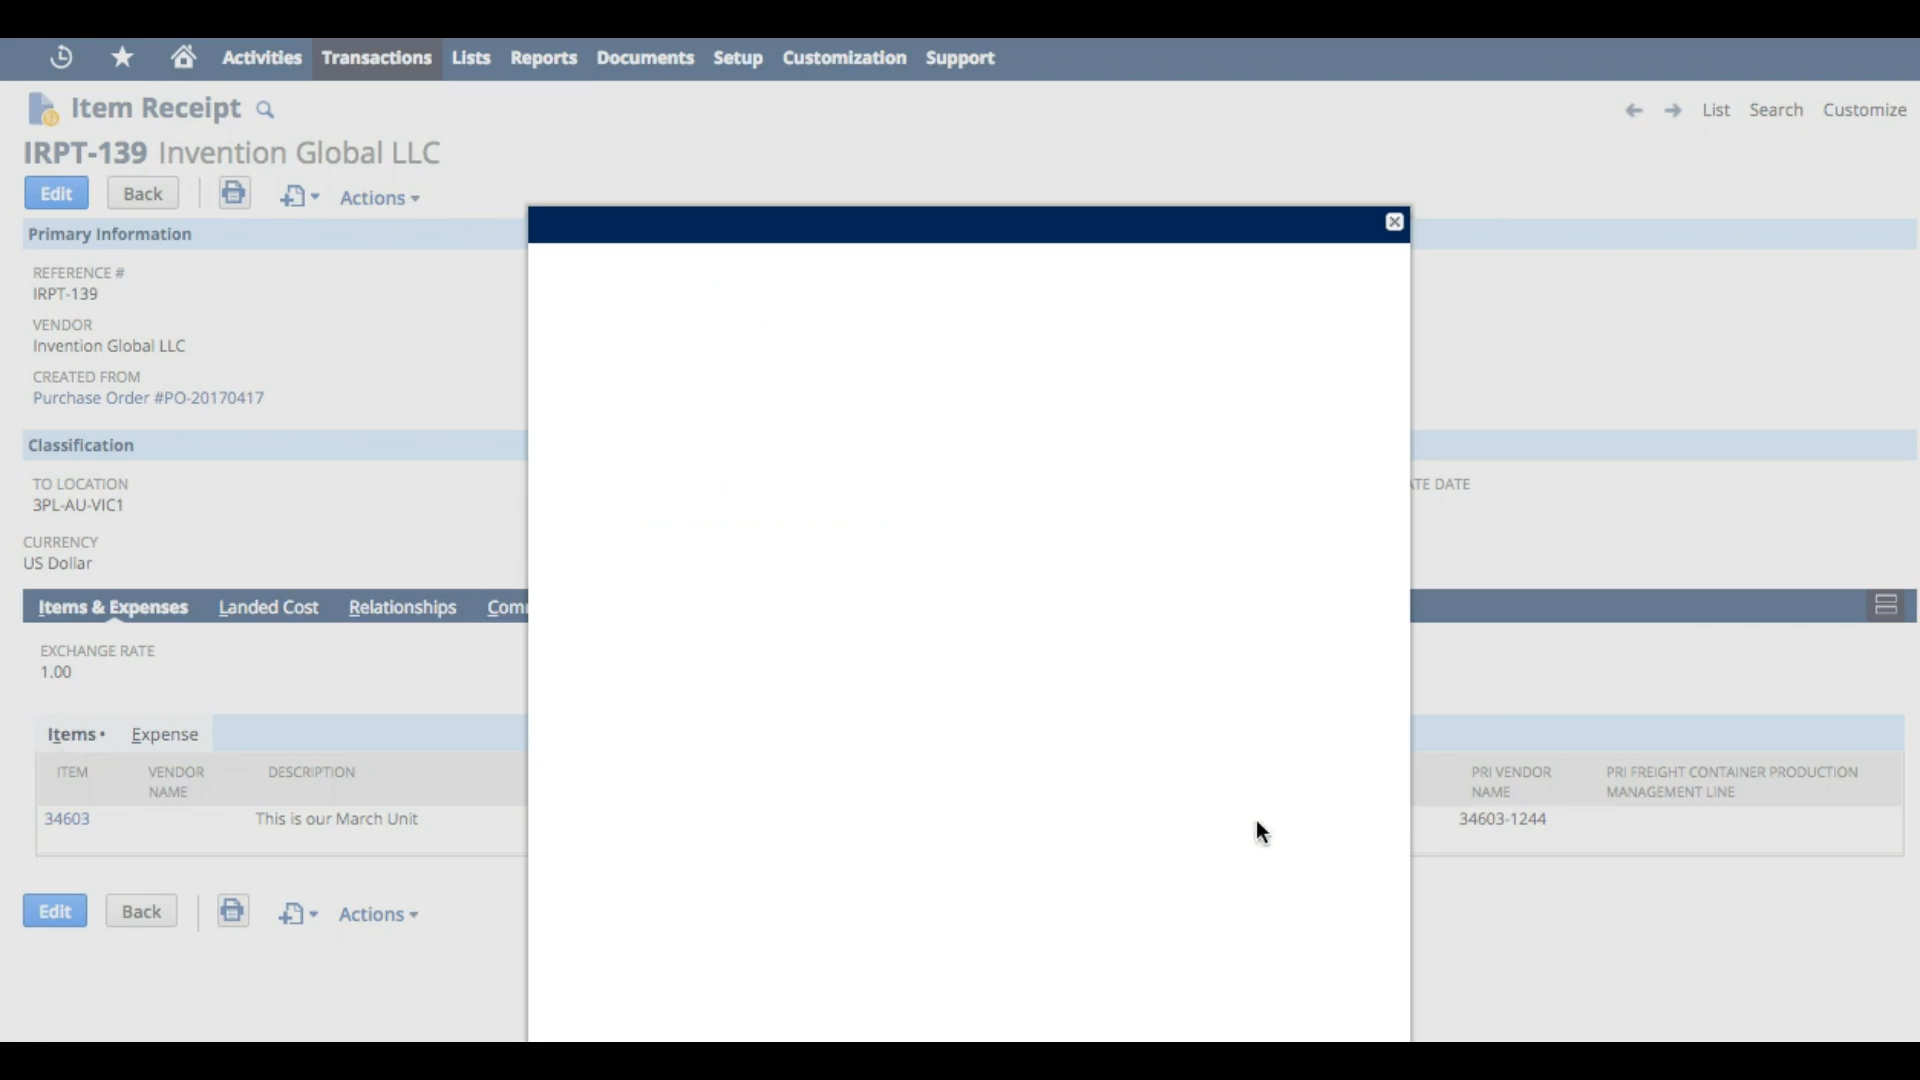 Activities Transactions Lists Reports Documents Setup Customization Support
Item Receipt
List Search Customize
IRPT-139 Invention Global LLC
Edit Back Actions
Primary Information
REFERENCE #
IRPT-139
VENDOR
Invention Global LLC
CREATED FROM
Purchase Order #PO-20170417
Classification
TO LOCATION
3PL-AU-VIC1
DATE
CURRENCY
US Dollar
Items & Expenses Landed Cost Relationships
EXCHANGE RATE
1.00
Items • Expense
ITEM VENDOR NAME DESCRIPTION PRI VENDOR NAME PRI FREIGHT CONTAINER PRODUCTION MANAGEMENT LINE
34603 This is our March Unit 34603-1244
Edit Back Actions